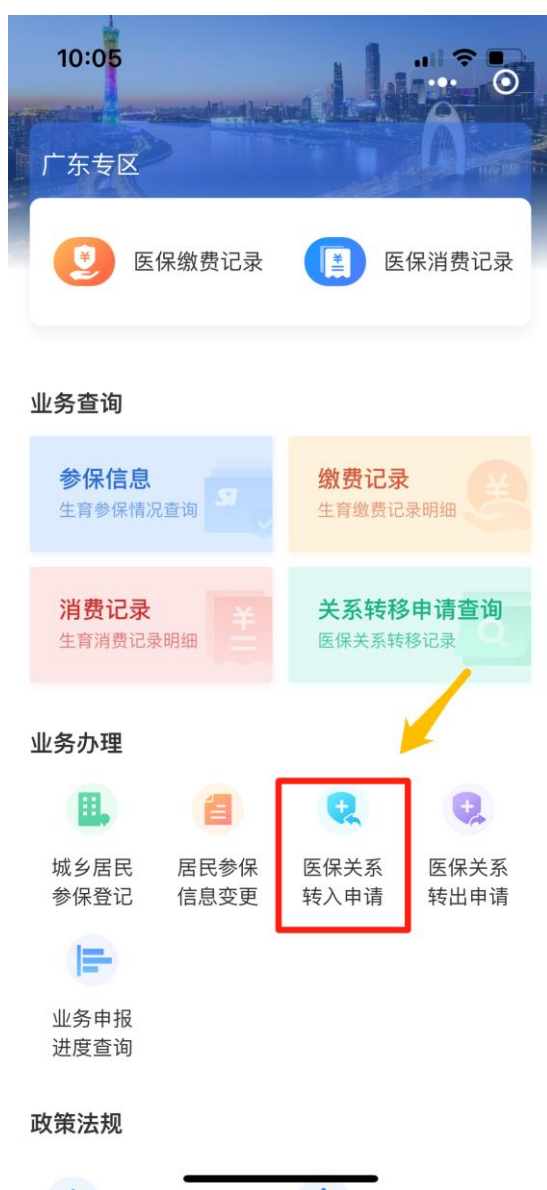 10:05
广东专区
医保缴费记录
医保消费记录
业务查询
参保信息
生育参保情况查询
缴费记录
生育缴费记录明细
消费记录
生育消费记录明细
关系转移申请查询
医保关系转移记录
业务办理
城乡居民
参保登记
居民参保
信息变更
医保关系
转入申请
医保关系
转出申请
业务申报
进度查询
政策法规